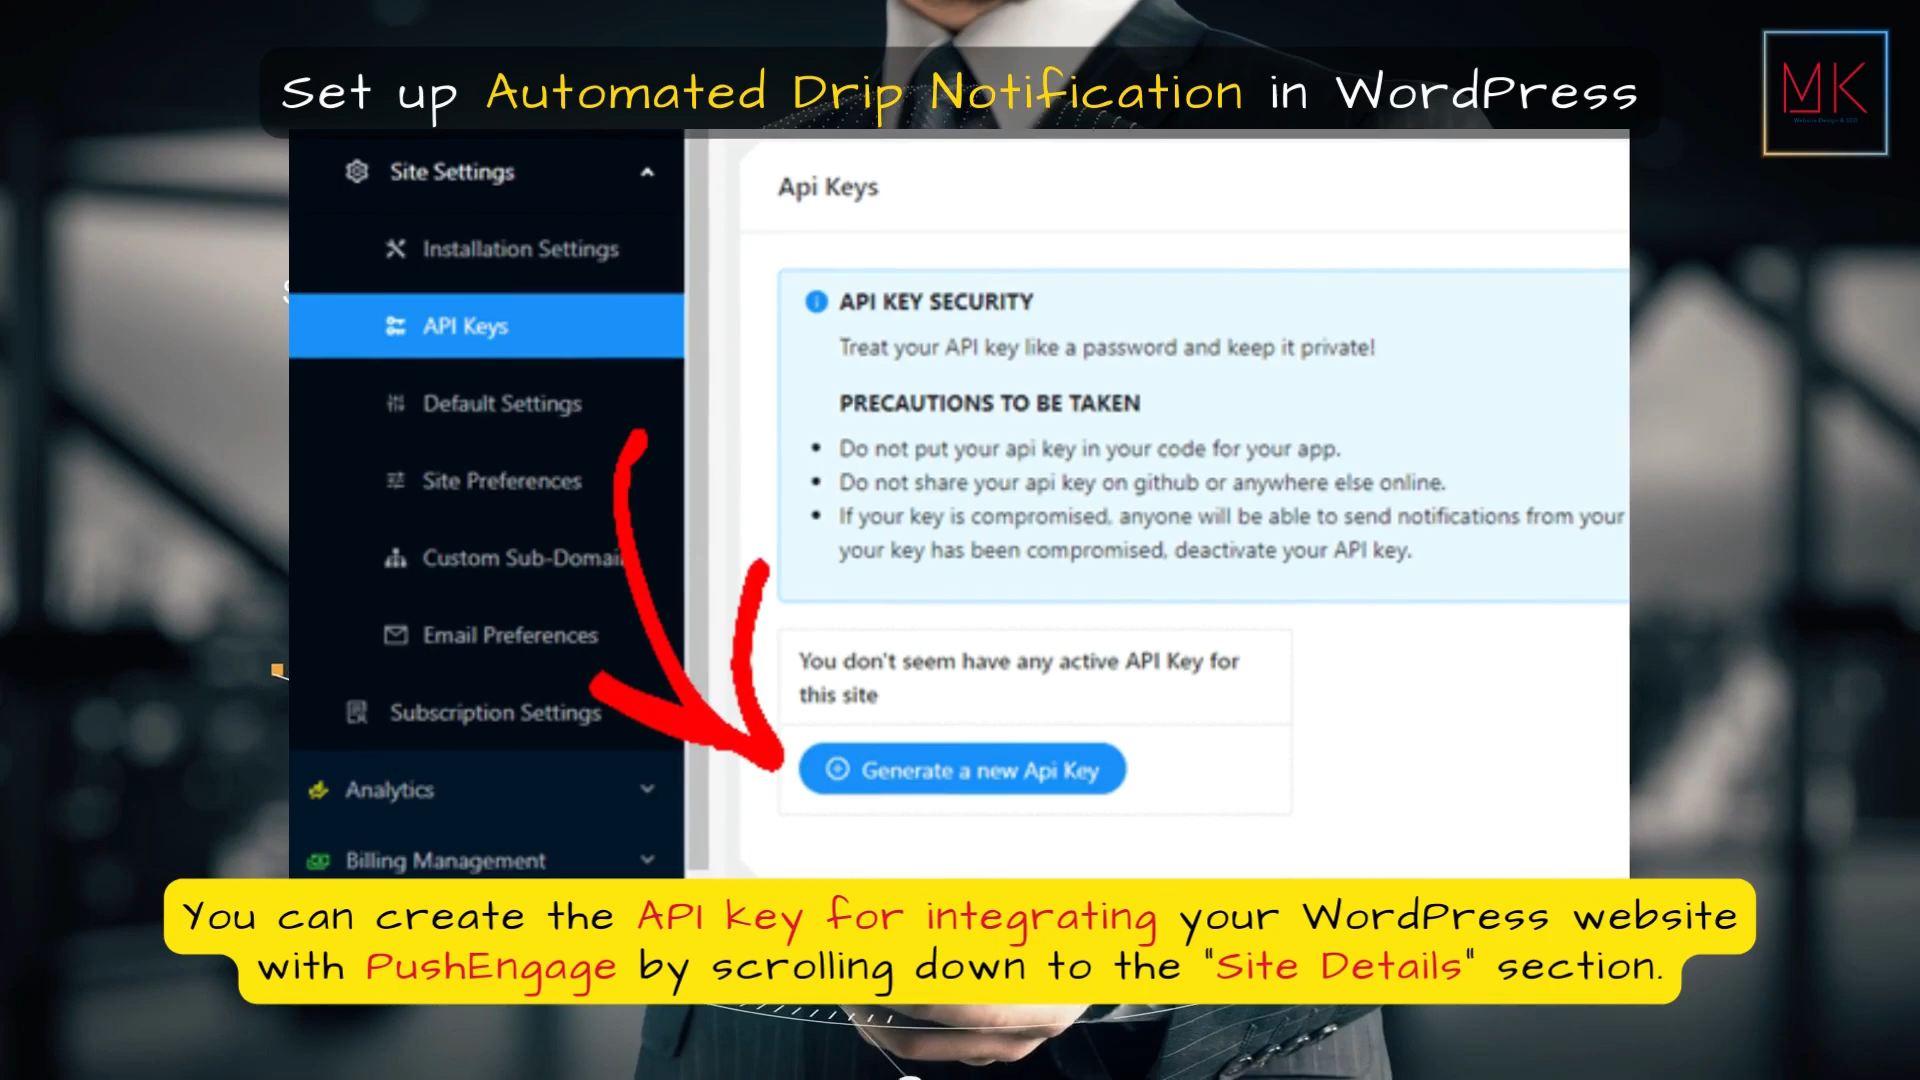 Set up Automated Drip Notification in WordPress
MK
Website Design & SEO
Site Settings
Installation Settings
API Keys
Default Settings
Site Preferences
Custom Sub-Domai
Email Preferences
Subscription Settings
Analytics
Billing Management
Api Keys
API KEY SECURITY
Treat your API key like a password and keep it private!
PRECAUTIONS TO BE TAKEN
• Do not put your api key in your code for your app.
• Do not share your api key on github or anywhere else online.
• If your key is compromised, anyone will be able to send notifications from your
your key has been compromised, deactivate your API key.
You don't seem have any active API Key for
this site
Generate a new Api Key
You can create the API key for integrating your WordPress website
with PushEngage by scrolling down to the "Site Details" section.